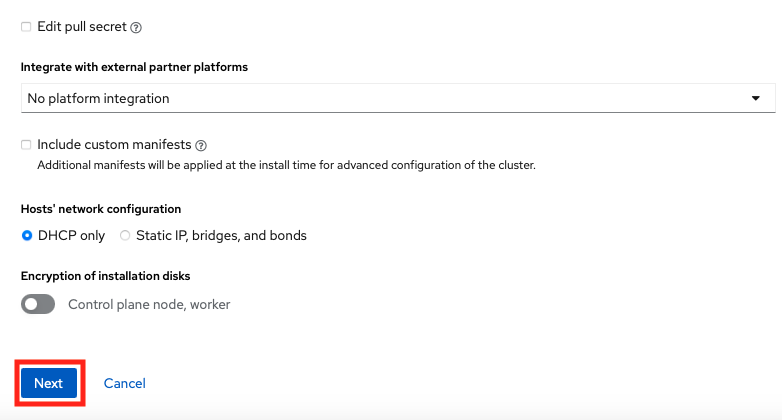 Edit pull secret
Integrate with external partner platforms
No platform integration
Include custom manifests
Additional manifests will be applied at the install time for advanced configuration of the cluster.
Hosts' network configuration
DHCP only Static IP, bridges, and bonds
Encryption of installation disks
Control plane node, worker
Next Cancel